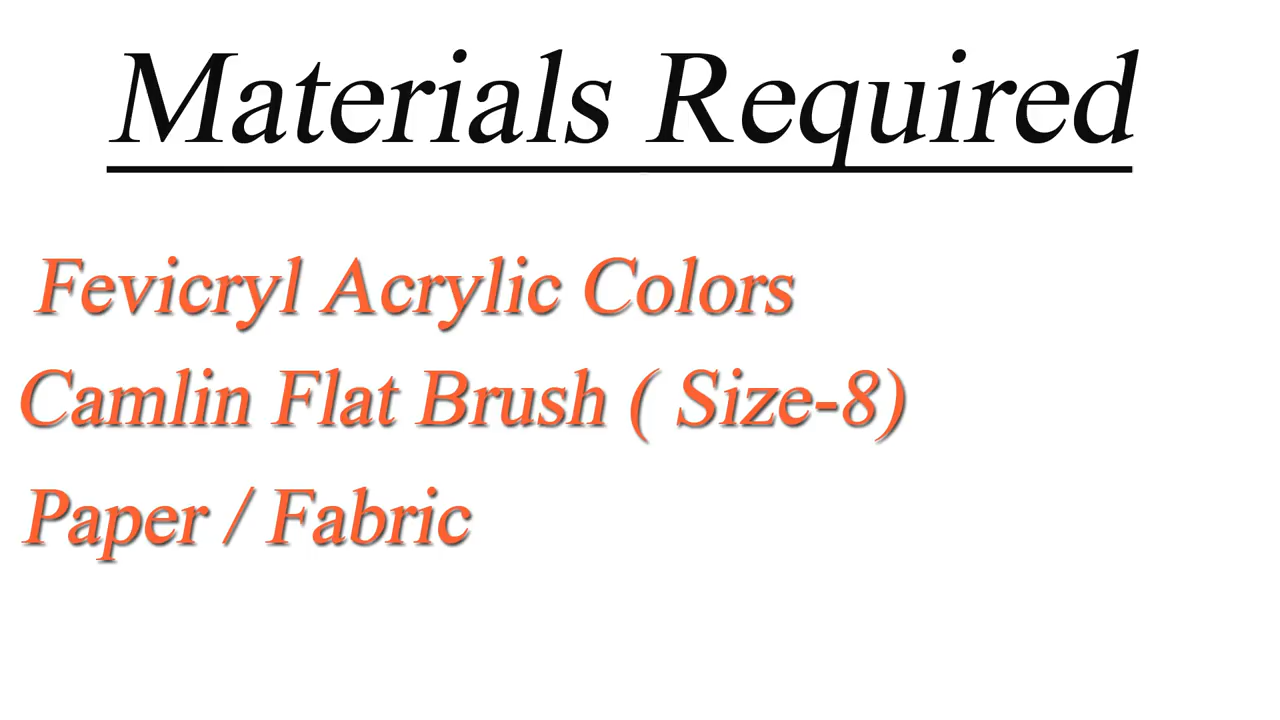 Materials Required
Fevicryl Acrylic Colors
Camlin Flat Brush ( Size-8)
Paper / Fabric